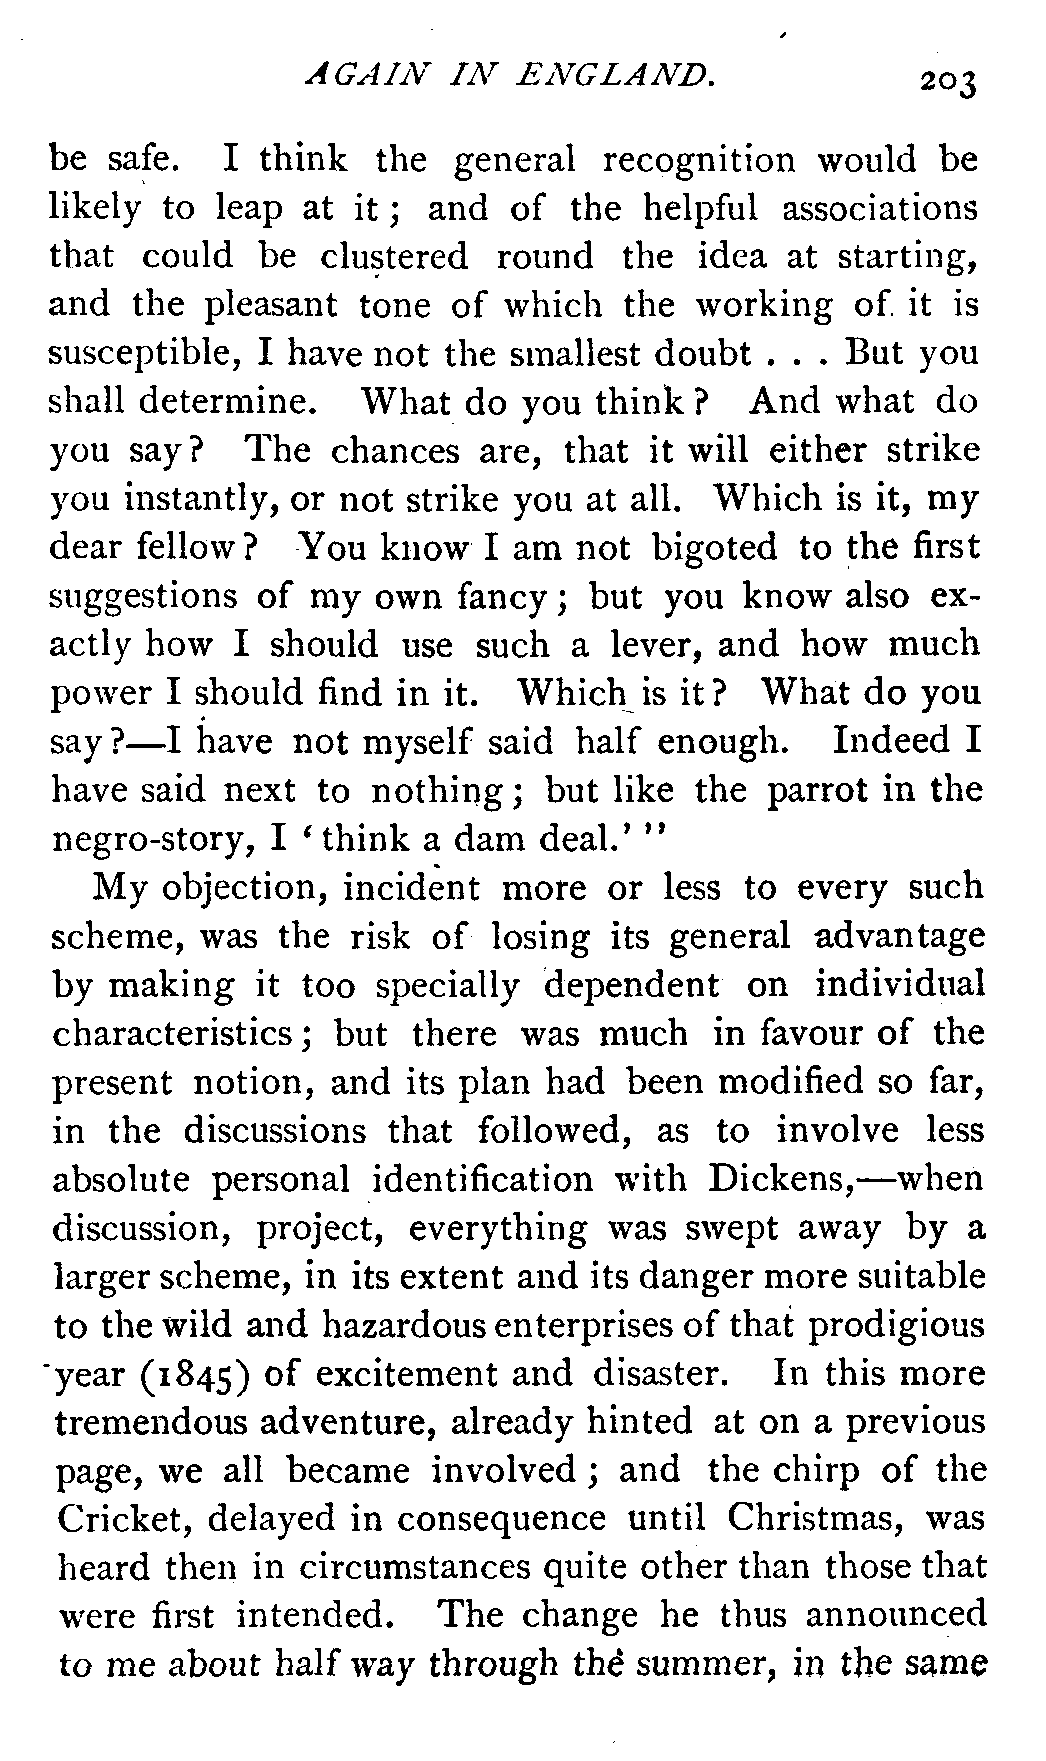 AGAIN IN ENGLAND. 203
be safe. I think the general recognition would be
likely to leap at it; and of the helpful associations
that could be clustered round the idea at starting,
and the pleasant tone of which the working of it is
susceptible, I have not the smallest doubt . . . But you
shall determine. What do you think? And what do
you say? The chances are, that it will either strike
you instantly, or not strike you at all. Which is it, my
dear fellow? You know I am not bigoted to the first
suggestions of my own fancy; but you know also ex-
actly how I should use such a lever, and how much
power I should find in it. Which is it? What do you
say?—I have not myself said half enough. Indeed I
have said next to nothing; but like the parrot in the
negro-story, I ‘think a dam deal.’ ”
My objection, incident more or less to every such
scheme, was the risk of losing its general advantage
by making it too specially dependent on individual
characteristics; but there was much in favour of the
present notion, and its plan had been modified so far,
in the discussions that followed, as to involve less
absolute personal identification with Dickens,—when
discussion, project, everything was swept away by a
larger scheme, in its extent and its danger more suitable
to the wild and hazardous enterprises of that prodigious
year (1845) of excitement and disaster. In this more
tremendous adventure, already hinted at on a previous
page, we all became involved; and the chirp of the
Cricket, delayed in consequence until Christmas, was
heard then in circumstances quite other than those that
were first intended. The change he thus announced
to me about half way through the summer, in the same